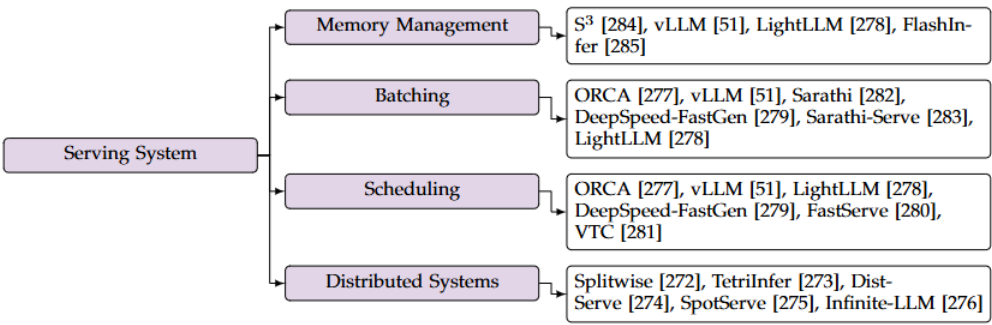 Serving System
Memory Management
S³ [284], vLLM [51], LightLLM [278], FlashIn-
fer [285]
Batching
ORCA [277], vLLM [51], Sarathi [282],
DeepSpeed-FastGen [279], Sarathi-Serve [283],
LightLLM [278]
Scheduling
ORCA [277], vLLM [51], LightLLM [278],
DeepSpeed-FastGen [279], FastServe [280],
VTC [281]
Distributed Systems
Splitwise [272], TetriInfer [273], Dist-
Serve [274], SpotServe [275], Infinite-LLM [276]